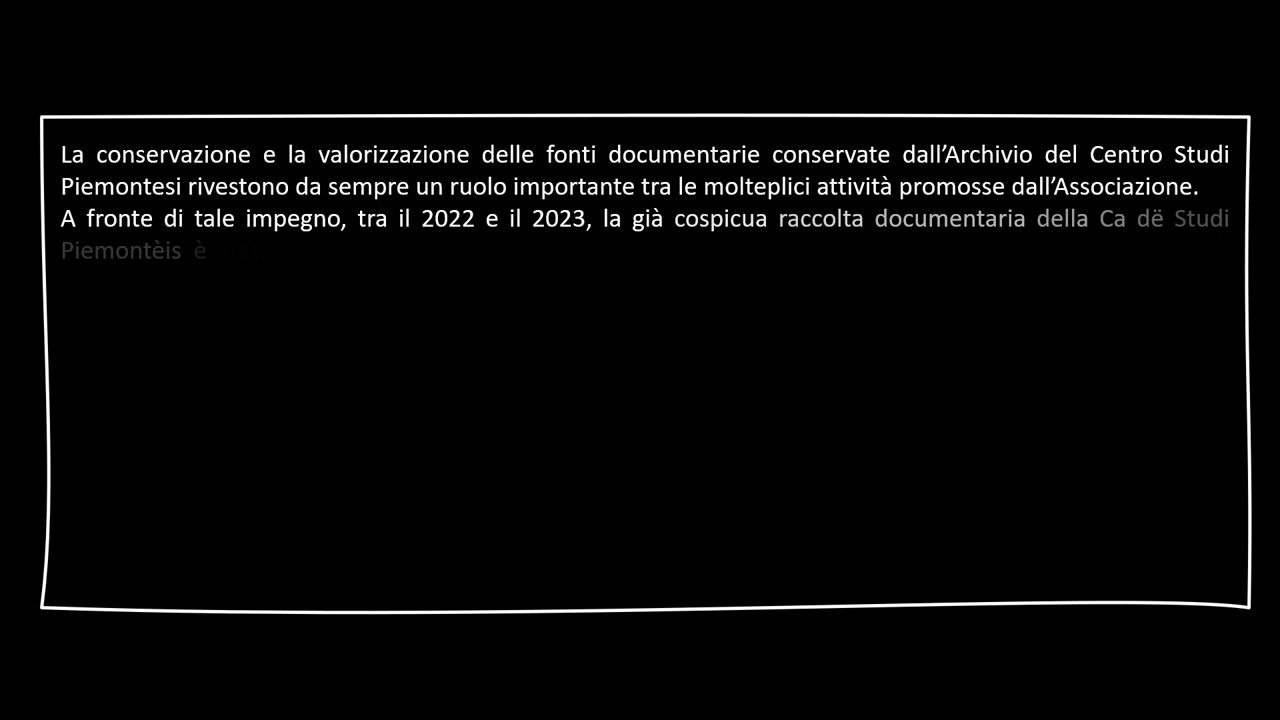 La conservazione e la valorizzazione delle fonti documentarie conservate dall’Archivio del Centro Studi
Piemontesi rivestono da sempre un ruolo importante tra le molteplici attività promosse dall’Associazione.
A fronte di tale impegno, tra il 2022 e il 2023, la già cospicua raccolta documentaria della Ca dë Studi
Piemontèis è stata